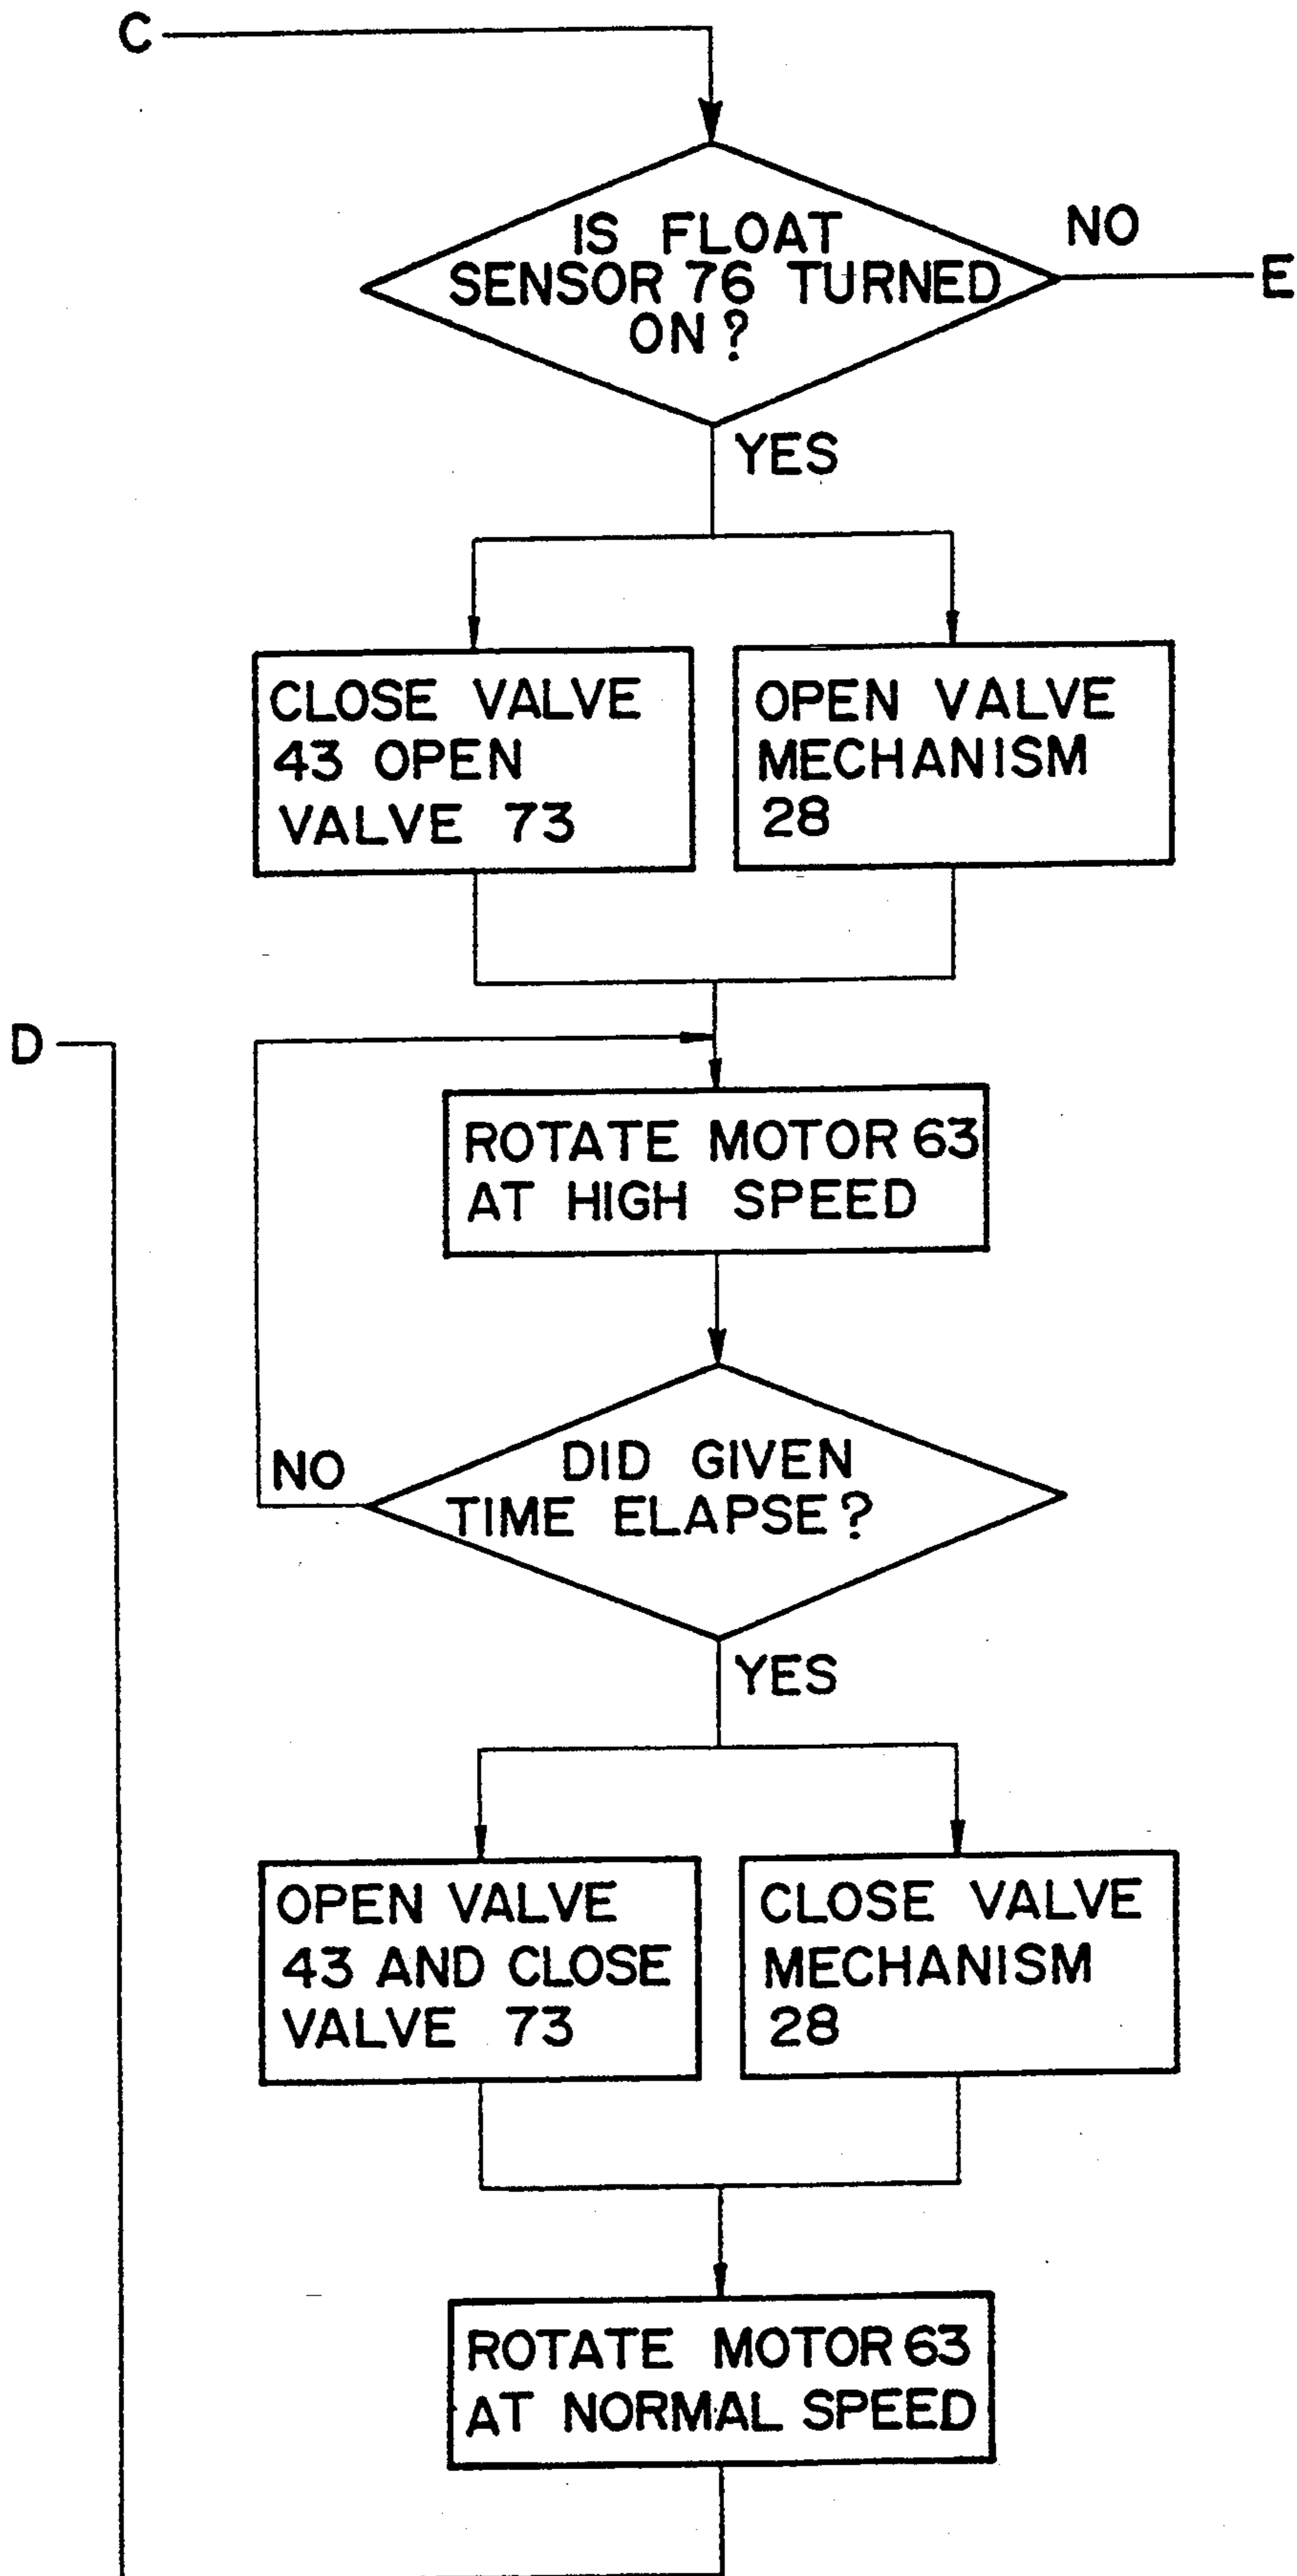 C
IS FLOAT
SENSOR 76 TURNED
ON?
NO
E
YES
CLOSE VALVE
43 OPEN
VALVE 73
OPEN VALVE
MECHANISM
28
D
ROTATE MOTOR 63
AT HIGH SPEED
DID GIVEN
TIME ELAPSE?
NO
YES
OPEN VALVE
43 AND CLOSE
VALVE 73
CLOSE VALVE
MECHANISM
28
ROTATE MOTOR 63
AT NORMAL SPEED